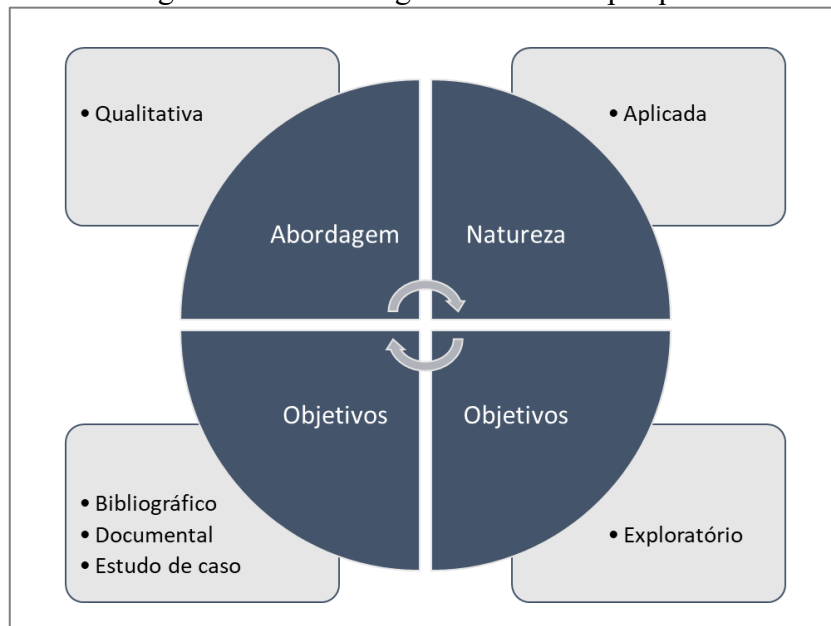 • Qualitativa
• Aplicada
Abordagem
Natureza
Objetivos
Objetivos
• Bibliográfico
• Documental
• Estudo de caso
• Exploratório